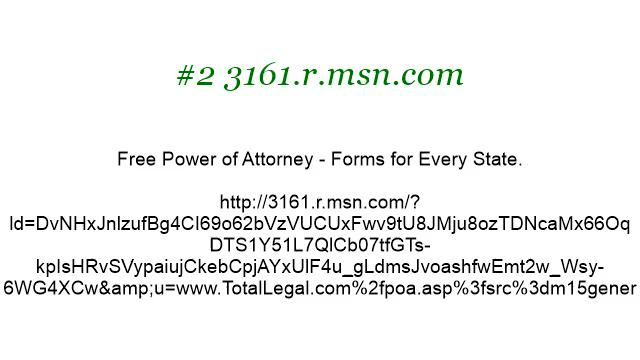 #2 3161.r.msn.com
Free Power of Attorney - Forms for Every State.
http://3161.r.msn.com/?
ld=DvNHxJnlzufBg4Cl69o62bVzVUCUxFwv9tU8JMju8ozTDNcaMx66Oq
DTS1Y51L7QlCb07tfGTs-
kpIsHRvSVypaiujCkebCpjAYxUlF4u_gLdmsJvoashfwEmt2w_Wsy-
6WG4XCw&amp;u=www.TotalLegal.com%2fpoa.asp%3fsrc%3dm15gener